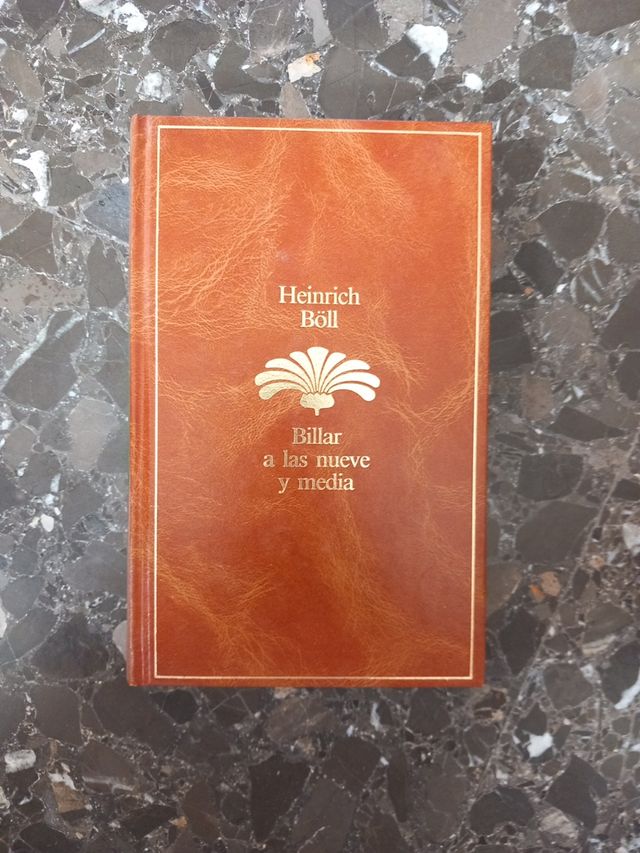 Heinrich
Böll
Billar
a las nueve
y media